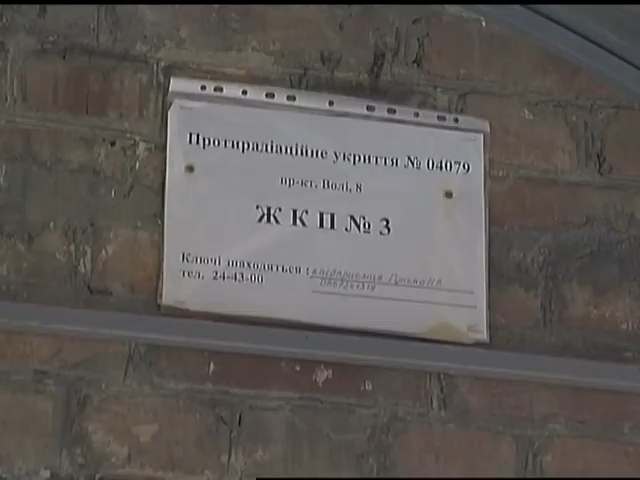 Протирадіаційне укриття № 04079
пр-кт. Волі, 8
Ж К П № 3
Ключі знаходяться :
тел. 24-43-00